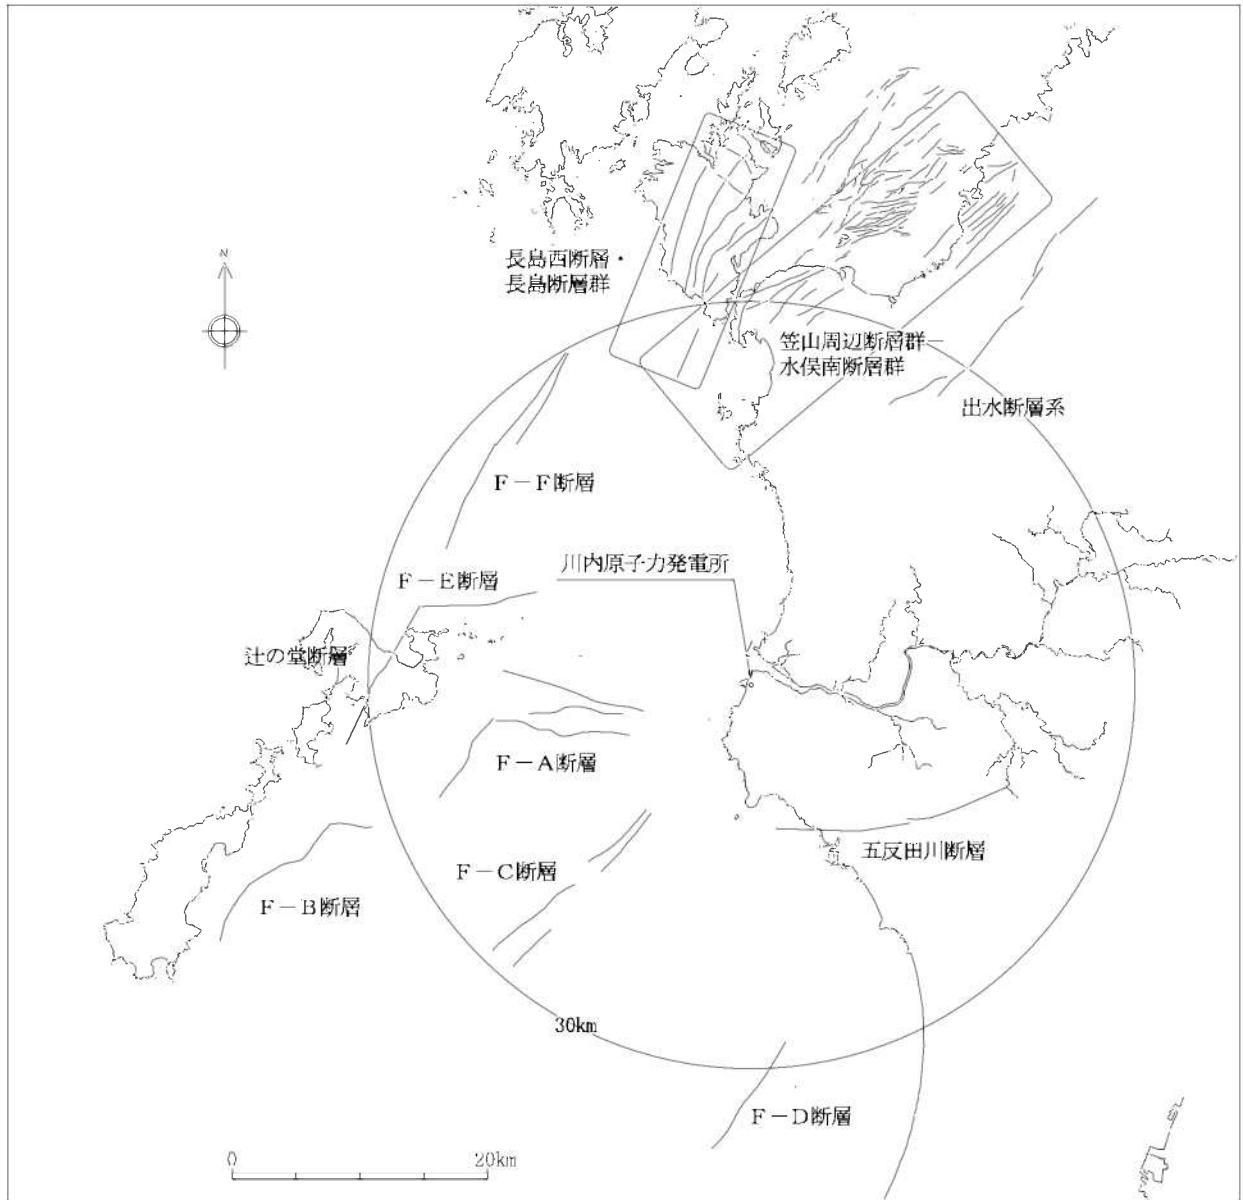 N
長島西断層・
長島断層群
笠山周辺断層群－
水俣南断層群
出水断層系
F－F断層
川内原子力発電所
F－E断層
辻の堂断層
F－A断層
五反田川断層
F－C断層
F－B断層
30km
F－D断層
0 20km